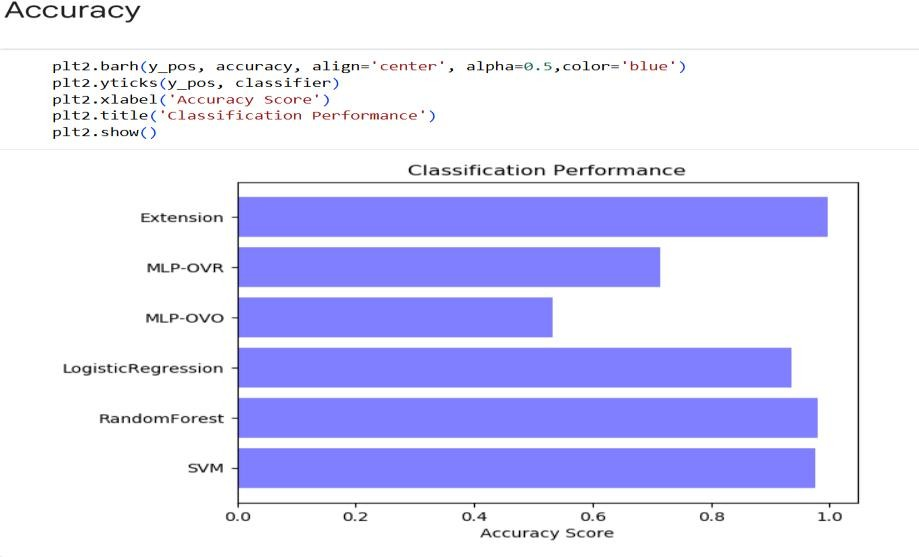 Accuracy
plt2.barh(y_pos, accuracy, align='center', alpha=0.5,color='blue')
plt2.yticks(y_pos, classifier)
plt2.xlabel('Accuracy Score')
plt2.title('Classification Performance')
plt2.show()
Classification Performance
Extension
MLP-OVR
MLP-OVO
LogisticRegression
RandomForest
SVM
0.0 0.2 0.4 0.6 0.8 1.0
Accuracy Score